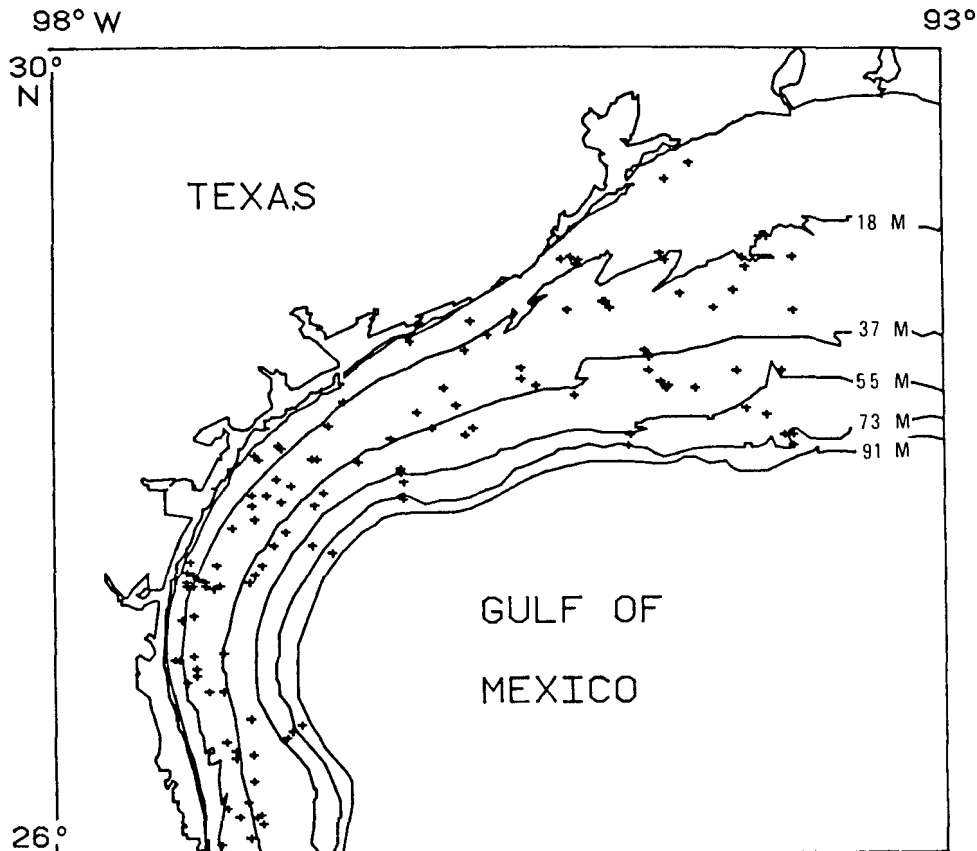 98° W
93°
30°
N
TEXAS
18 M
37 M
55 M
73 M
91 M
GULF OF
MEXICO
26°